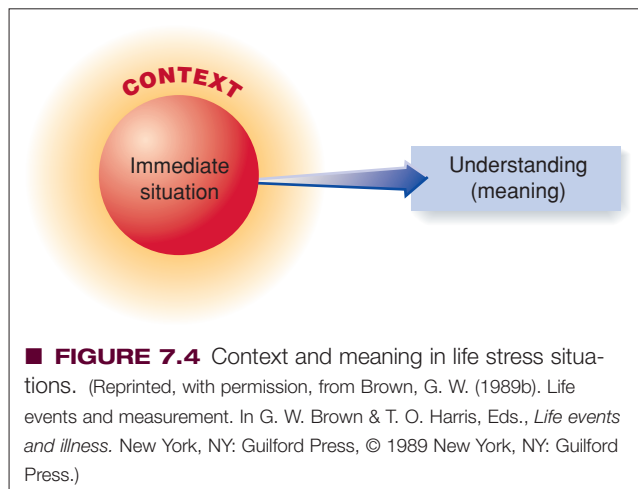 CONTEXT
Immediate
situation
Understanding
(meaning)
■ FIGURE 7.4 Context and meaning in life stress situa-
tions. (Reprinted, with permission, from Brown, G. W. (1989b). Life
events and measurement. In G. W. Brown & T. O. Harris, Eds., Life events
and illness. New York, NY: Guilford Press, © 1989 New York, NY: Guilford
Press.)